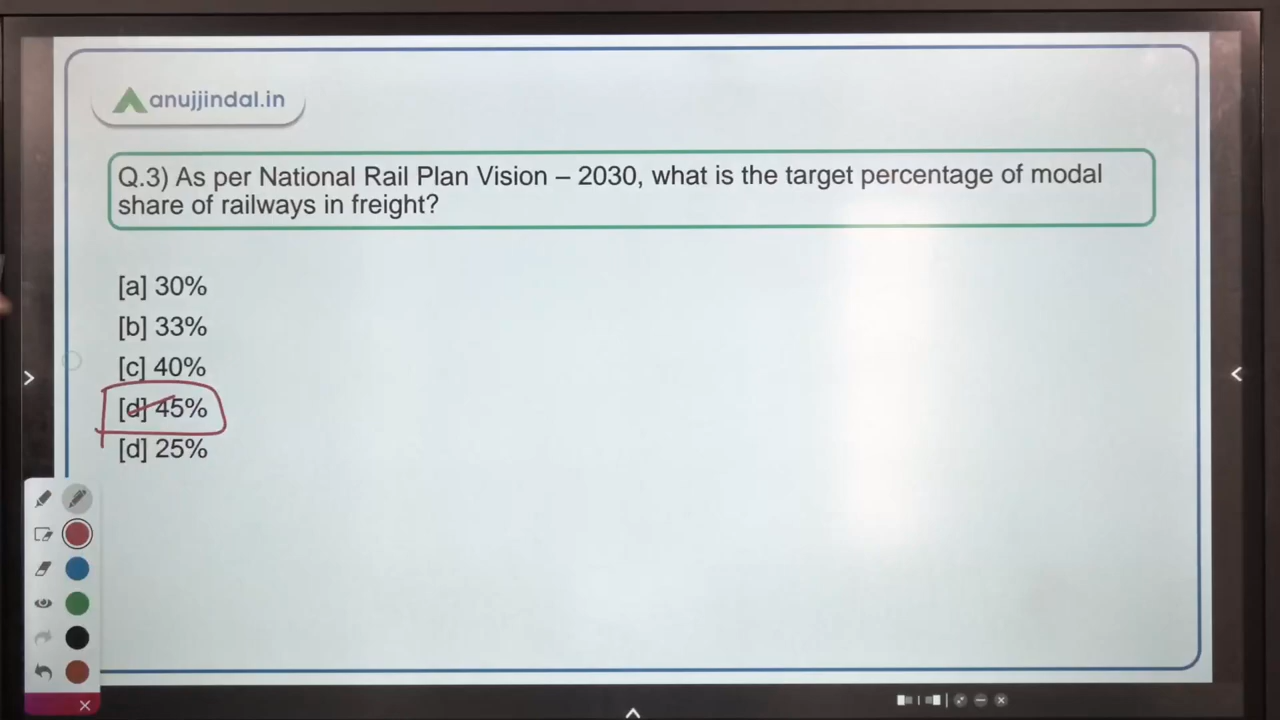 anujjindal.in
Q.3) As per National Rail Plan Vision – 2030, what is the target percentage of modal
share of railways in freight?
[a] 30%
[b] 33%
[c] 40%
[d] 45%
[d] 25%